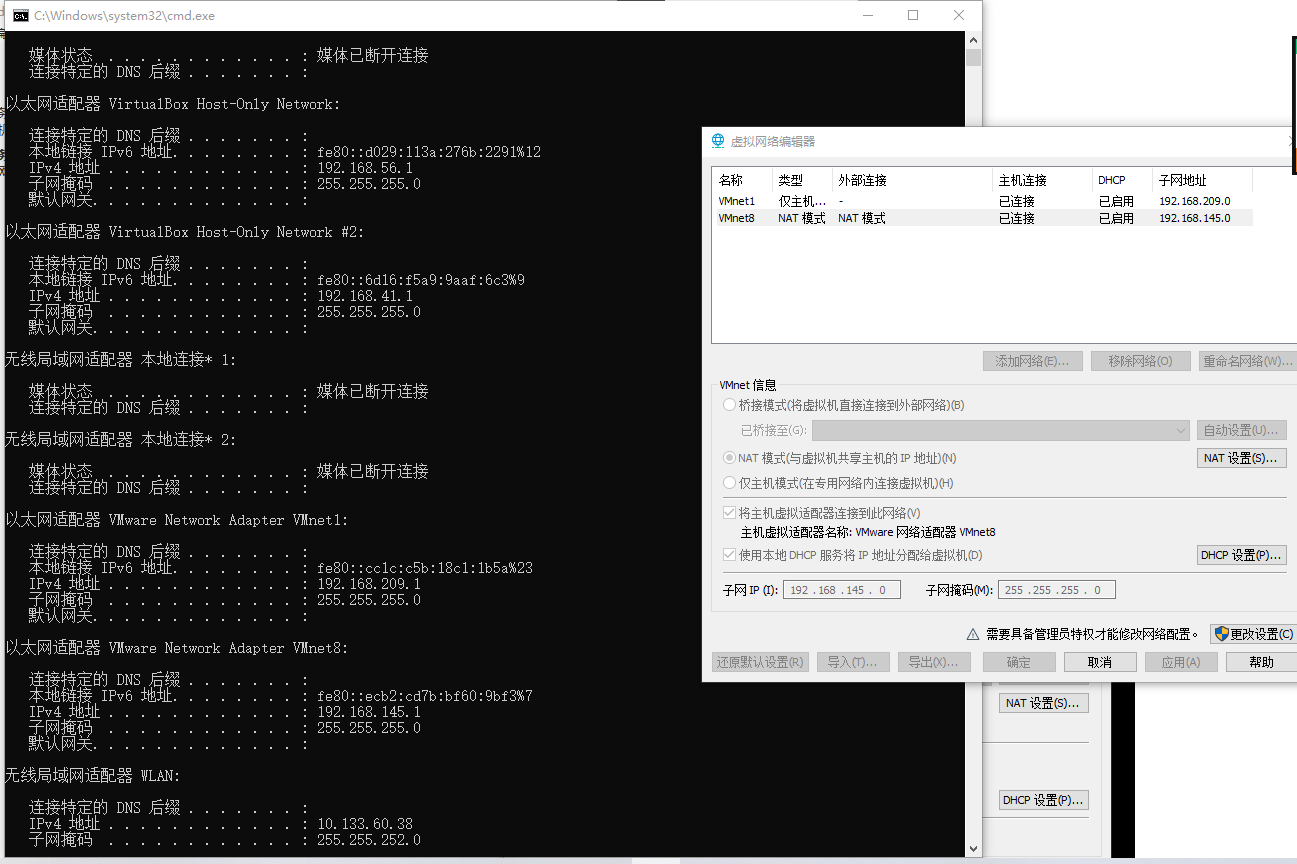 C:\Windows\system32\cmd.exe
媒体状态 . . . . . . . . . . . . : 媒体已断开连接
连接特定的 DNS 后缀 . . . . . . . :
以太网适配器 VirtualBox Host-Only Network:
连接特定的 DNS 后缀 . . . . . . . :
本地链接 IPv6 地址. . . . . . . . : fe80::d029:113a:276b:2291%12
IPv4 地址 . . . . . . . . . . . . : 192.168.56.1
子网掩码 . . . . . . . . . . . . : 255.255.255.0
默认网关. . . . . . . . . . . . . :
以太网适配器 VirtualBox Host-Only Network #2:
连接特定的 DNS 后缀 . . . . . . . :
本地链接 IPv6 地址. . . . . . . . : fe80::6d16:f5a9:9aaf:6c3%9
IPv4 地址 . . . . . . . . . . . . : 192.168.41.1
子网掩码 . . . . . . . . . . . . : 255.255.255.0
默认网关. . . . . . . . . . . . . :
无线局域网适配器 本地连接* 1:
媒体状态 . . . . . . . . . . . . : 媒体已断开连接
连接特定的 DNS 后缀 . . . . . . . :
无线局域网适配器 本地连接* 2:
媒体状态 . . . . . . . . . . . . : 媒体已断开连接
连接特定的 DNS 后缀 . . . . . . . :
以太网适配器 VMware Network Adapter VMnet1:
连接特定的 DNS 后缀 . . . . . . . :
本地链接 IPv6 地址. . . . . . . . : fe80::cc1c:c5b:18c1:1b5a%23
IPv4 地址 . . . . . . . . . . . . : 192.168.209.1
子网掩码 . . . . . . . . . . . . : 255.255.255.0
默认网关. . . . . . . . . . . . . :
以太网适配器 VMware Network Adapter VMnet8:
连接特定的 DNS 后缀 . . . . . . . :
本地链接 IPv6 地址. . . . . . . . : fe80::ecb2:cd7b:bf60:9bf3%7
IPv4 地址 . . . . . . . . . . . . : 192.168.145.1
子网掩码 . . . . . . . . . . . . : 255.255.255.0
默认网关. . . . . . . . . . . . . :
无线局域网适配器 WLAN:
连接特定的 DNS 后缀 . . . . . . . :
IPv4 地址 . . . . . . . . . . . . : 10.133.60.38
子网掩码 . . . . . . . . . . . . : 255.255.252.0
虚拟网络编辑器
名称 类型 外部连接 主机连接 DHCP 子网地址
VMnet1 仅主机... - 已连接 已启用 192.168.209.0
VMnet8 NAT 模式 NAT 模式 已连接 已启用 192.168.145.0
添加网络(E)... 移除网络(O) 重命名网络(W)...
VMnet 信息
桥接模式(将虚拟机直接连接到外部网络)(B)
已桥接至(G): 自动设置(U)...
NAT 模式(与虚拟机共享主机的 IP 地址)(N) NAT 设置(S)...
仅主机模式(在专用网络内连接虚拟机)(H)
将主机虚拟适配器连接到此网络(V)
主机虚拟适配器名称: VMware 网络适配器 VMnet8
使用本地 DHCP 服务将 IP 地址分配给虚拟机(D) DHCP 设置(P)...
子网 IP (I): 192 . 168 . 145 . 0 子网掩码(M): 255 . 255 . 255 . 0
需要具备管理员特权才能修改网络配置。 更改设置(C)
还原默认设置(R) 导入(T)... 导出(X)... 确定 取消 应用(A) 帮助
NAT 设置(S)...
DHCP 设置(P)...